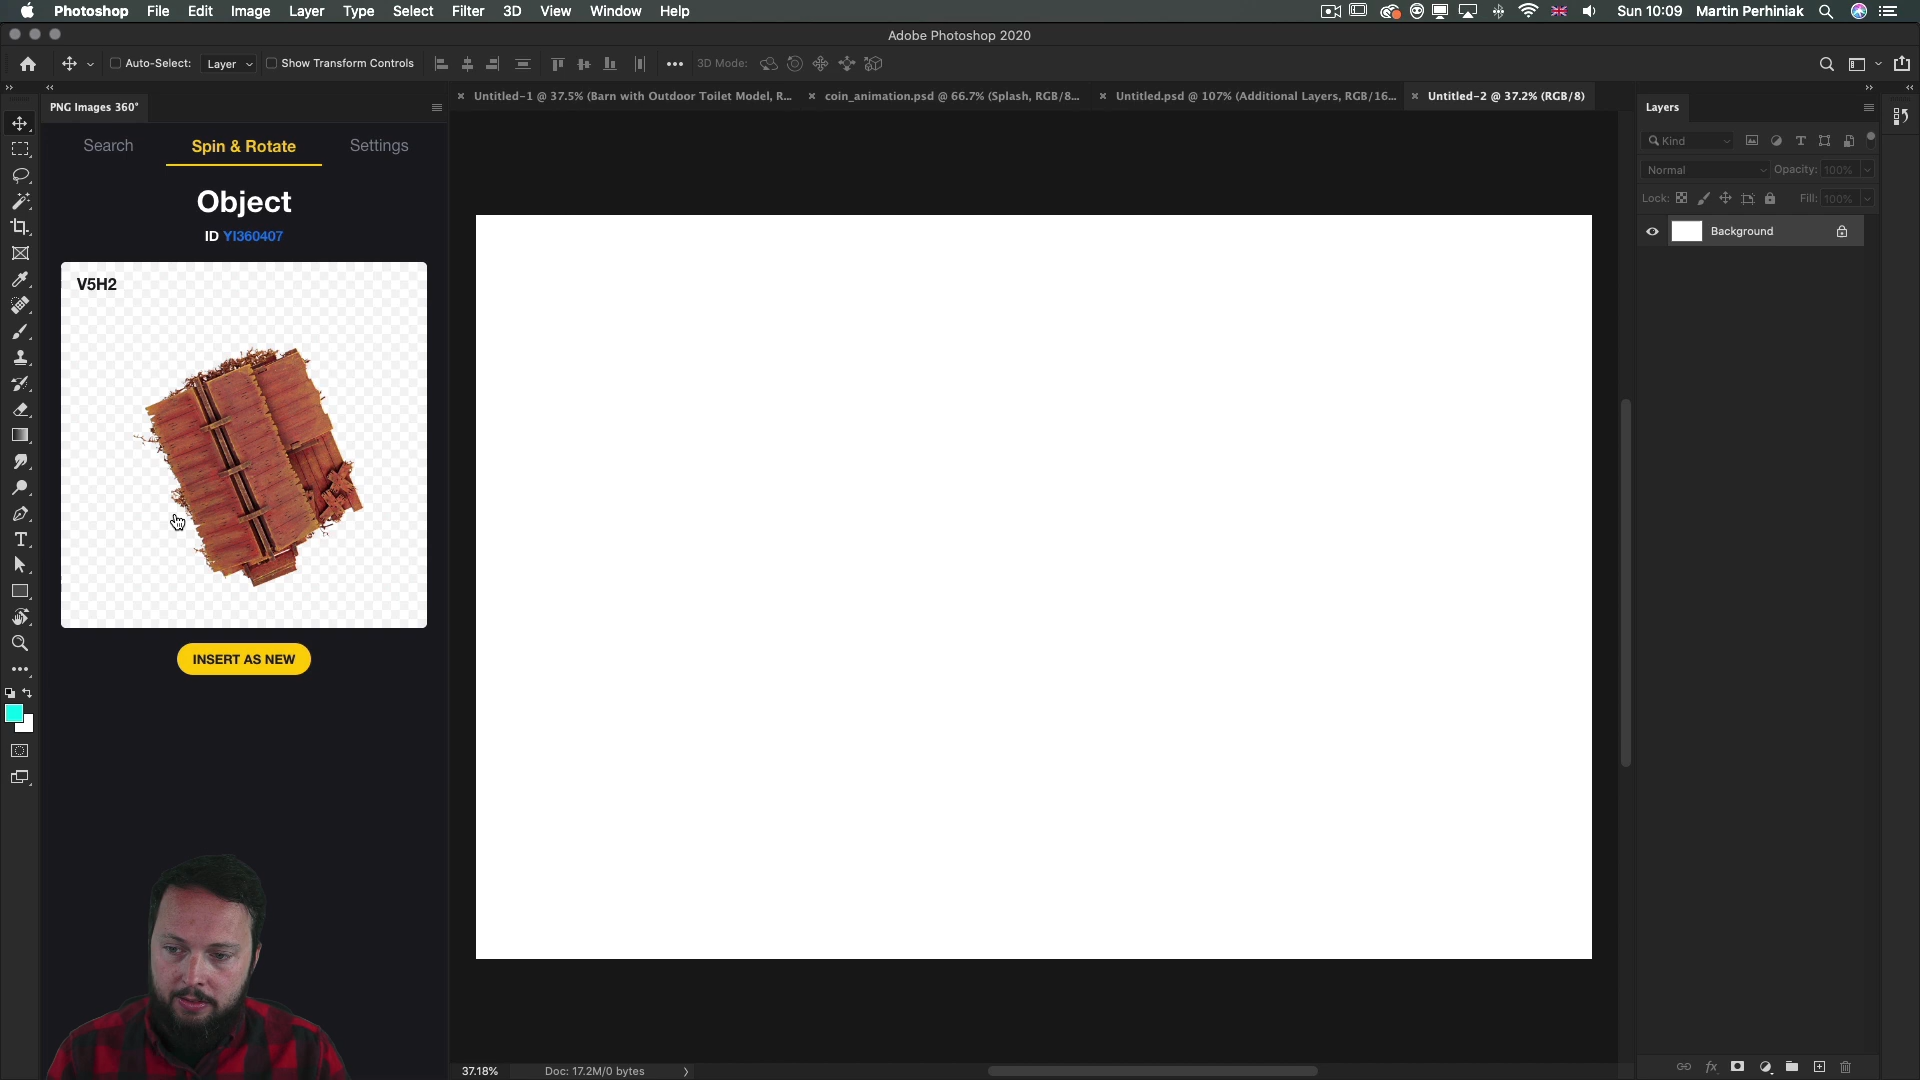 Photoshop File Edit Image Layer Type Select Filter 3D View Window Help Sun 10:09 Martin Perhiniak
Adobe Photoshop 2020
Auto-Select: Layer Show Transform Controls 3D Mode:
PNG Images 360° Untitled-1 @ 37.5% (Barn with Outdoor Toilet Model, R... coin_animation.psd @ 66.7% (Splash, RGB/8... Untitled.psd @ 107% (Additional Layers, RGB/16... Untitled-2 @ 37.2% (RGB/8) Layers
Search Spin & Rotate Settings
Kind
Normal Opacity: 100%
Lock: Fill: 100%
Object
ID YI360407
Background
V5H2
INSERT AS NEW
37.18% Doc: 17.2M/0 bytes